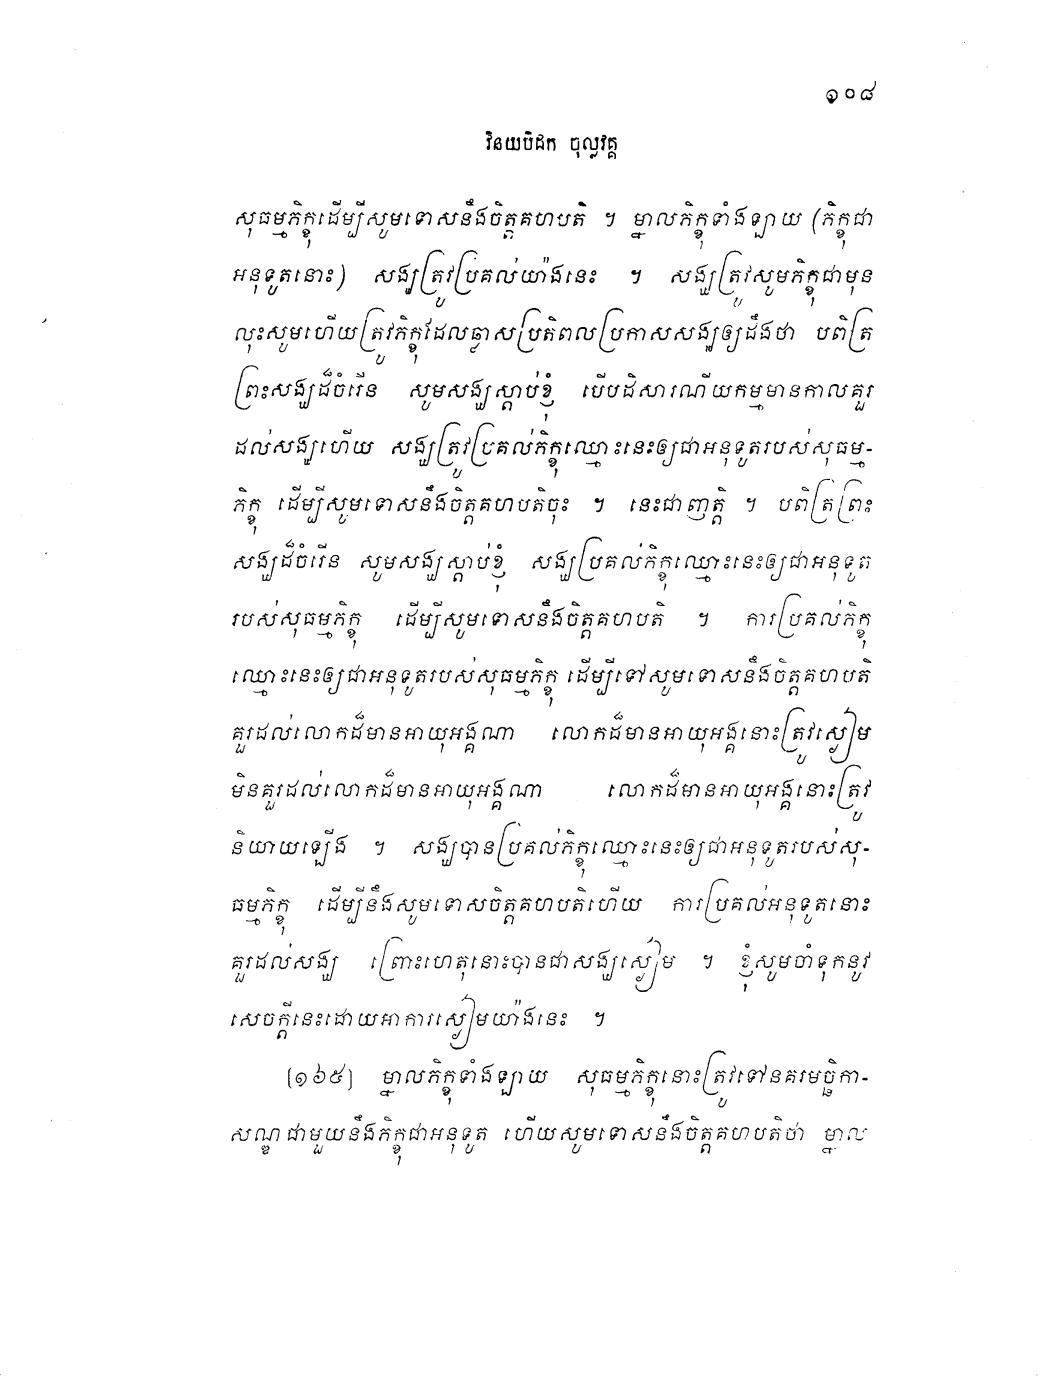 ១០៨
វិនយបិដក ចុល្លវគ្គ
សុធម្មភិក្ខុដើម្បីសូមទោសនឹងចិត្តគហបតិ ។ ម្នាលភិក្ខុទាំងឡាយ (ភិក្ខុជា
អនុទូតនោះ) សង្ឃត្រូវប្រគល់យ៉ាងនេះ ។ សង្ឃត្រូវសូមភិក្ខុជាមុន
លុះសូមហើយត្រូវភិក្ខុដែលឆ្លាសប្រតិពលប្រកាសសង្ឃឲ្យដឹងថា បពិត្រ
ព្រះសង្ឃដ៏ចំរើន សូមសង្ឃស្តាប់ខ្ញុំ បើបដិសារណីយកម្មមានកាលគួរ
ដល់សង្ឃហើយ សង្ឃត្រូវប្រគល់ភិក្ខុឈ្មោះនេះឲ្យជាអនុទូតរបស់សុធម្ម-
ភិក្ខុ ដើម្បីសូមទោសនឹងចិត្តគហបតិចុះ ។ នេះជាញត្តិ ។ បពិត្រព្រះ
សង្ឃដ៏ចំរើន សូមសង្ឃស្តាប់ខ្ញុំ សង្ឃប្រគល់ភិក្ខុឈ្មោះនេះឲ្យជាអនុទូត
របស់សុធម្មភិក្ខុ ដើម្បីសូមទោសនឹងចិត្តគហបតិ ។ ការប្រគល់ភិក្ខុ
ឈ្មោះនេះឲ្យជាអនុទូតរបស់សុធម្មភិក្ខុ ដើម្បីទៅសូមទោសនឹងចិត្តគហបតិ
គួរដល់លោកដ៏មានអាយុអង្គណា លោកដ៏មានអាយុអង្គនោះត្រូវស្ងៀម
មិនគួរដល់លោកដ៏មានអាយុអង្គណា លោកដ៏មានអាយុអង្គនោះត្រូវ
និយាយឡើង ។ សង្ឃបានប្រគល់ភិក្ខុឈ្មោះនេះឲ្យជាអនុទូតរបស់សុ-
ធម្មភិក្ខុ ដើម្បីនឹងសូមទោសចិត្តគហបតិហើយ ការប្រគល់អនុទូតនោះ
គួរដល់សង្ឃ ព្រោះហេតុនោះបានជាសង្ឃស្ងៀម ។ ខ្ញុំសូមចាំទុកនូវ
សេចក្តីនេះដោយអាការស្ងៀមយ៉ាងនេះ ។
[១៦៥] ម្នាលភិក្ខុទាំងឡាយ សុធម្មភិក្ខុនោះត្រូវទៅនគរមច្ឆិកា-
សណ្ឌជាមួយនឹងភិក្ខុជាអនុទូត ហើយសូមទោសនឹងចិត្តគហបតិថា ម្នាល